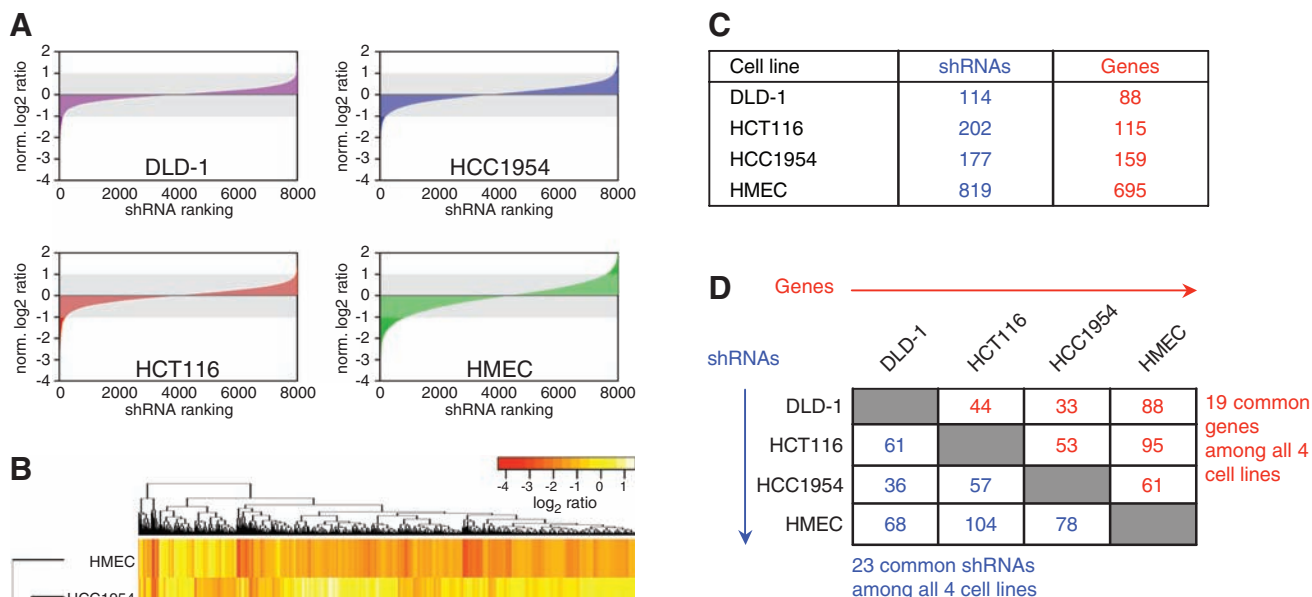 A
2
1
0
-1
-2
-3
-4
norm. log2 ratio
DLD-1
0 2000 4000 6000 8000
shRNA ranking
2
1
0
-1
-2
-3
-4
norm. log2 ratio
HCC1954
0 2000 4000 6000 8000
shRNA ranking
2
1
0
-1
-2
-3
-4
norm. log2 ratio
HCT116
0 2000 4000 6000 8000
shRNA ranking
2
1
0
-1
-2
-3
-4
norm. log2 ratio
HMEC
0 2000 4000 6000 8000
shRNA ranking
B
-4 -3 -2 -1 0 1
log2 ratio
HMEC
HCC1954
C
Cell line shRNAs Genes
DLD-1 114 88
HCT116 202 115
HCC1954 177 159
HMEC 819 695
D
Genes
shRNAs
DLD-1 HCT116 HCC1954 HMEC
DLD-1 44 33 88
HCT116 61 53 95
HCC1954 36 57 61
HMEC 68 104 78
19 common
genes
among all 4
cell lines
23 common shRNAs
among all 4 cell lines